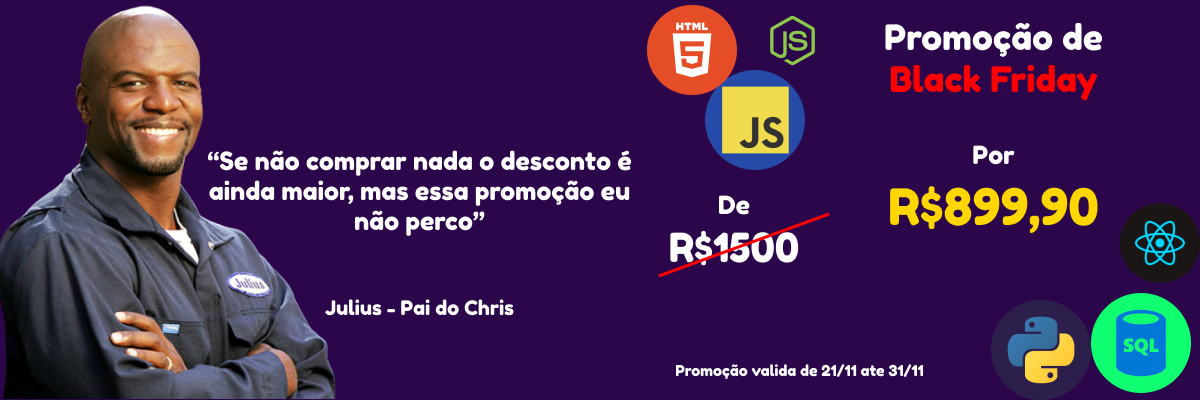 “Se não comprar nada o desconto é
ainda maior, mas essa promoção eu
não perco”
Julius - Pai do Chris
Julius
HTML
5
JS
JS
De
R$1500
Promoção de
Black Friday
Por
R$899,90
SQL
Promoção valida de 21/11 ate 31/11